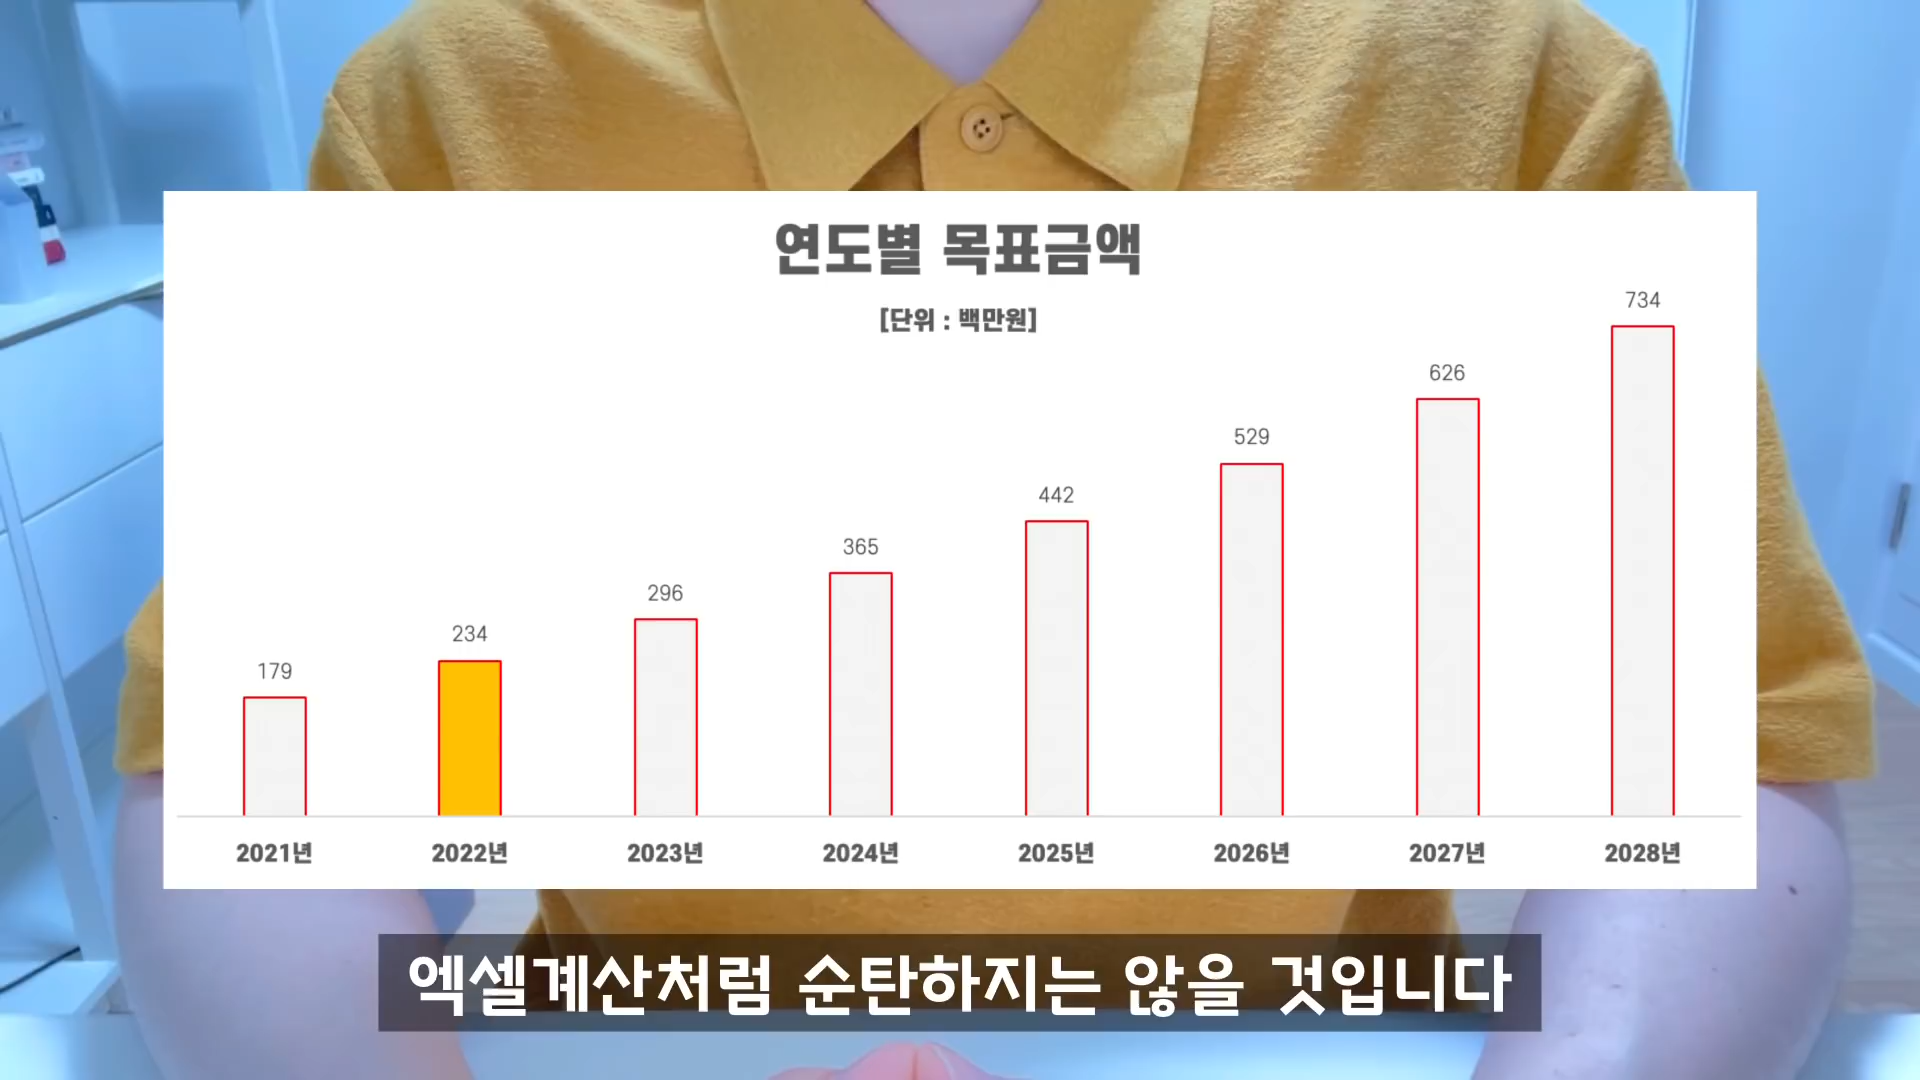 연도별 목표금액
[단위 : 백만원]
179
234
296
365
442
529
626
734
2021년
2022년
2023년
2024년
2025년
2026년
2027년
2028년
엑셀계산처럼 순탄하지는 않을 것입니다